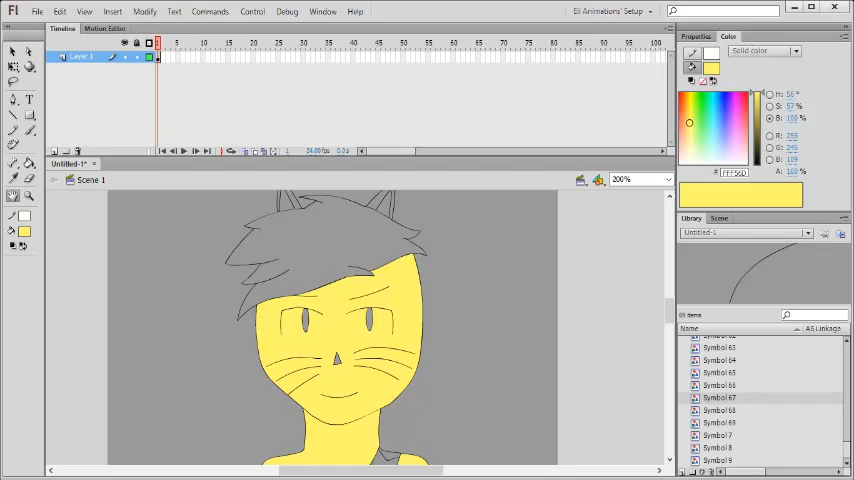 Fl File Edit View Insert Modify Text Commands Control Debug Window Help Eli Animations' Setup
Timeline Motion Editor
1 5 10 15 20 25 30 35 40 45 50 55 60 65 70 75 80 85 90 95 100
Layer 1
1 24.00fps 0.0s
Untitled-1* ×
Scene 1 200%
Properties Color
Solid color
H: 56 °
S: 57 %
B: 100 %
R: 255
G: 245
B: 109
# FFF56D A: 100 %
Library Scene
Untitled-1
69 items
Name AS Linkage
Symbol 63
Symbol 64
Symbol 65
Symbol 66
Symbol 67
Symbol 68
Symbol 69
Symbol 7
Symbol 8
Symbol 9